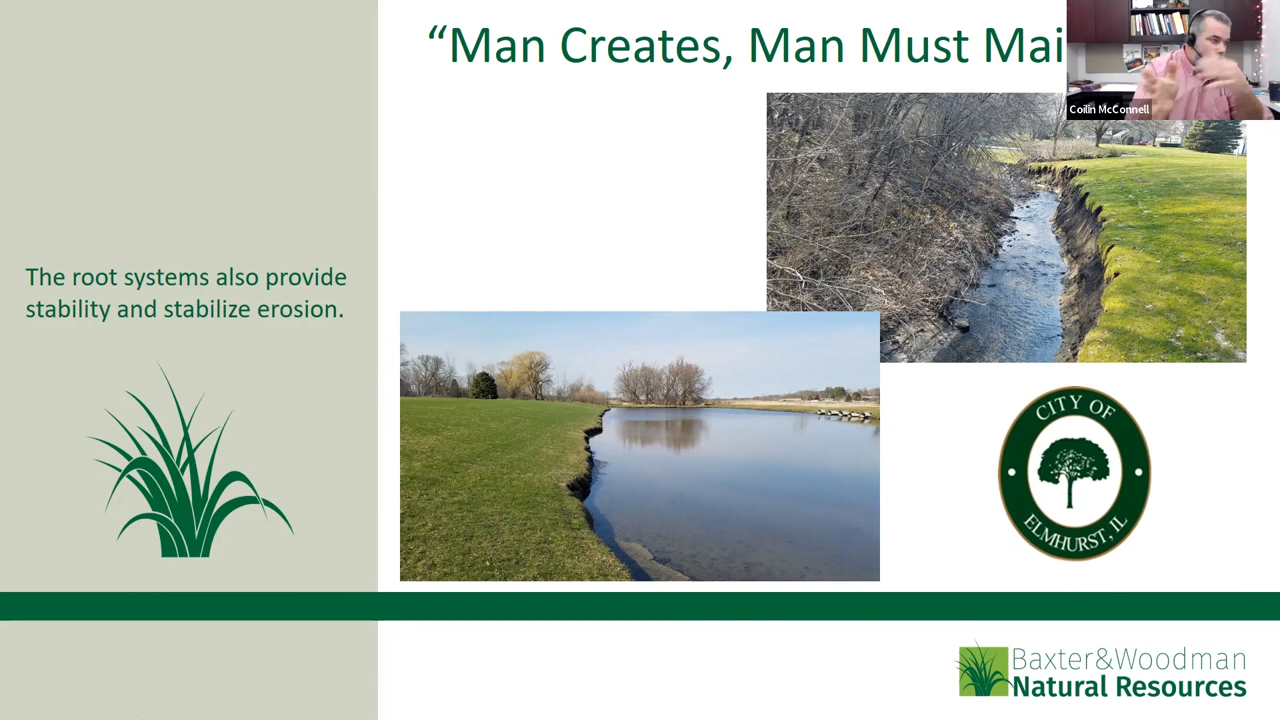 “Man Creates, Man Must Mai
Coilin McConnell
The root systems also provide
stability and stabilize erosion.
CITY OF
ELMHURST, IL
Baxter&Woodman
Natural Resources